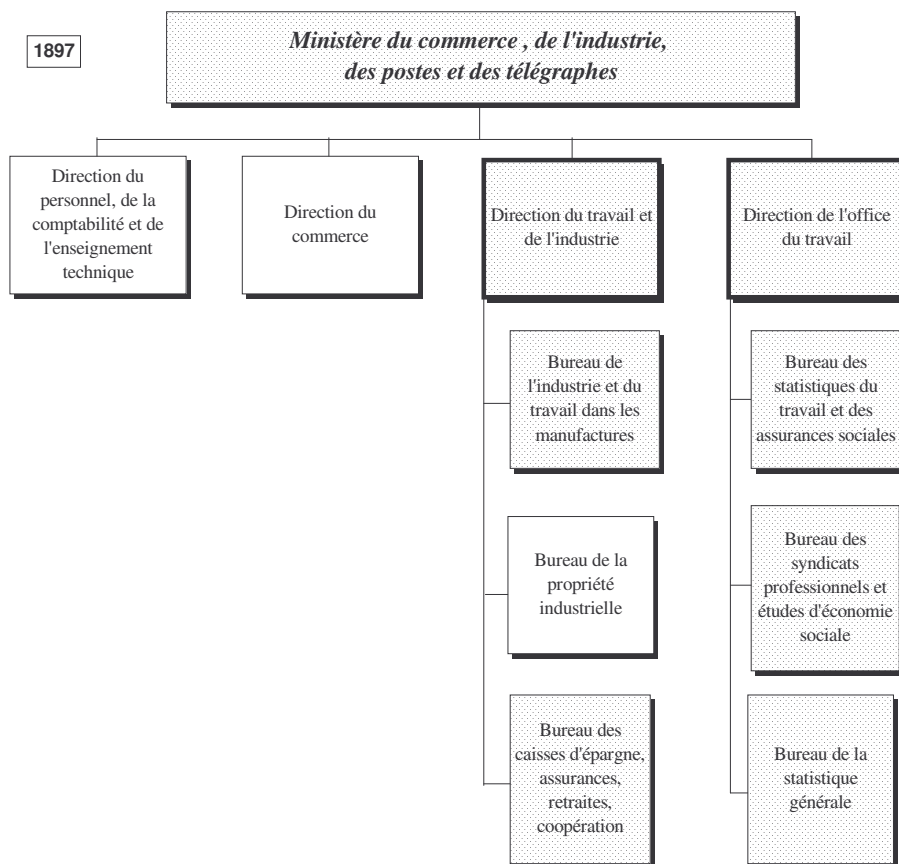 1897
Ministère du commerce , de l'industrie,
des postes et des télégraphes
Direction du
personnel, de la
comptabilité et de
l'enseignement
technique
Direction du
commerce
Direction du travail et
de l'industrie
Direction de l'office
du travail
Bureau de
l'industrie et du
travail dans les
manufactures
Bureau de la
propriété
industrielle
Bureau des
caisses d'épargne,
assurances,
retraites,
coopération
Bureau des
statistiques du
travail et des
assurances sociales
Bureau des
syndicats
professionnels et
études d'économie
sociale
Bureau de la
statistique
générale